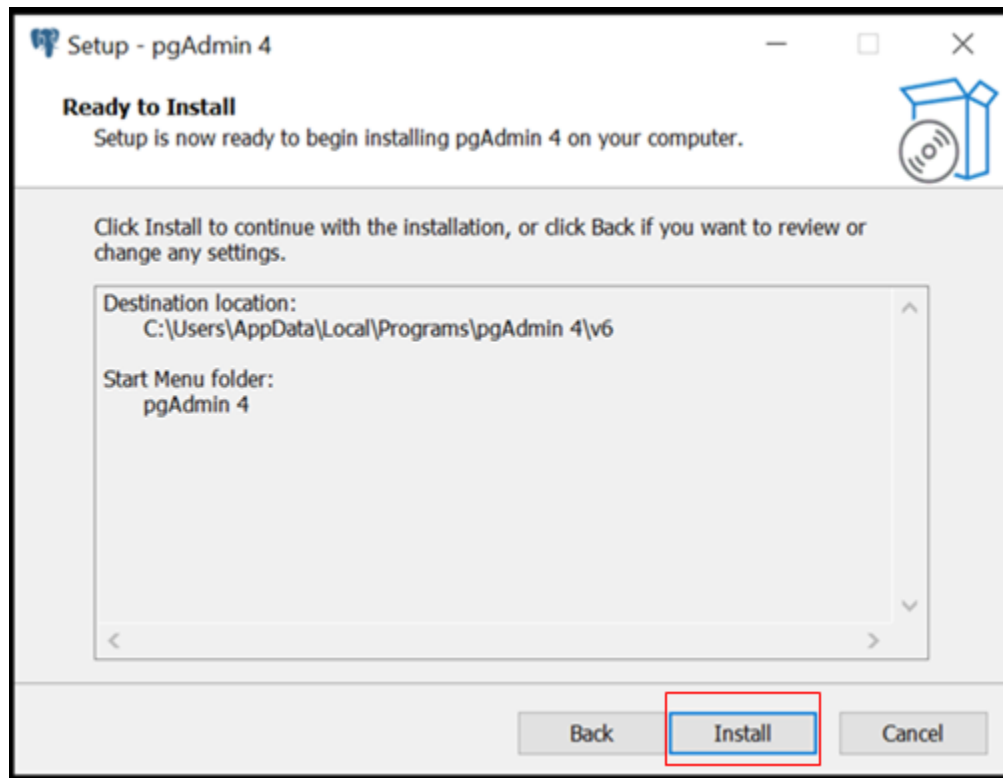 Setup - pgAdmin 4
Ready to Install
Setup is now ready to begin installing pgAdmin 4 on your computer.
Click Install to continue with the installation, or click Back if you want to review or
change any settings.
Destination location:
C:\Users\AppData\Local\Programs\pgAdmin 4\v6
Start Menu folder:
pgAdmin 4
Back Install Cancel